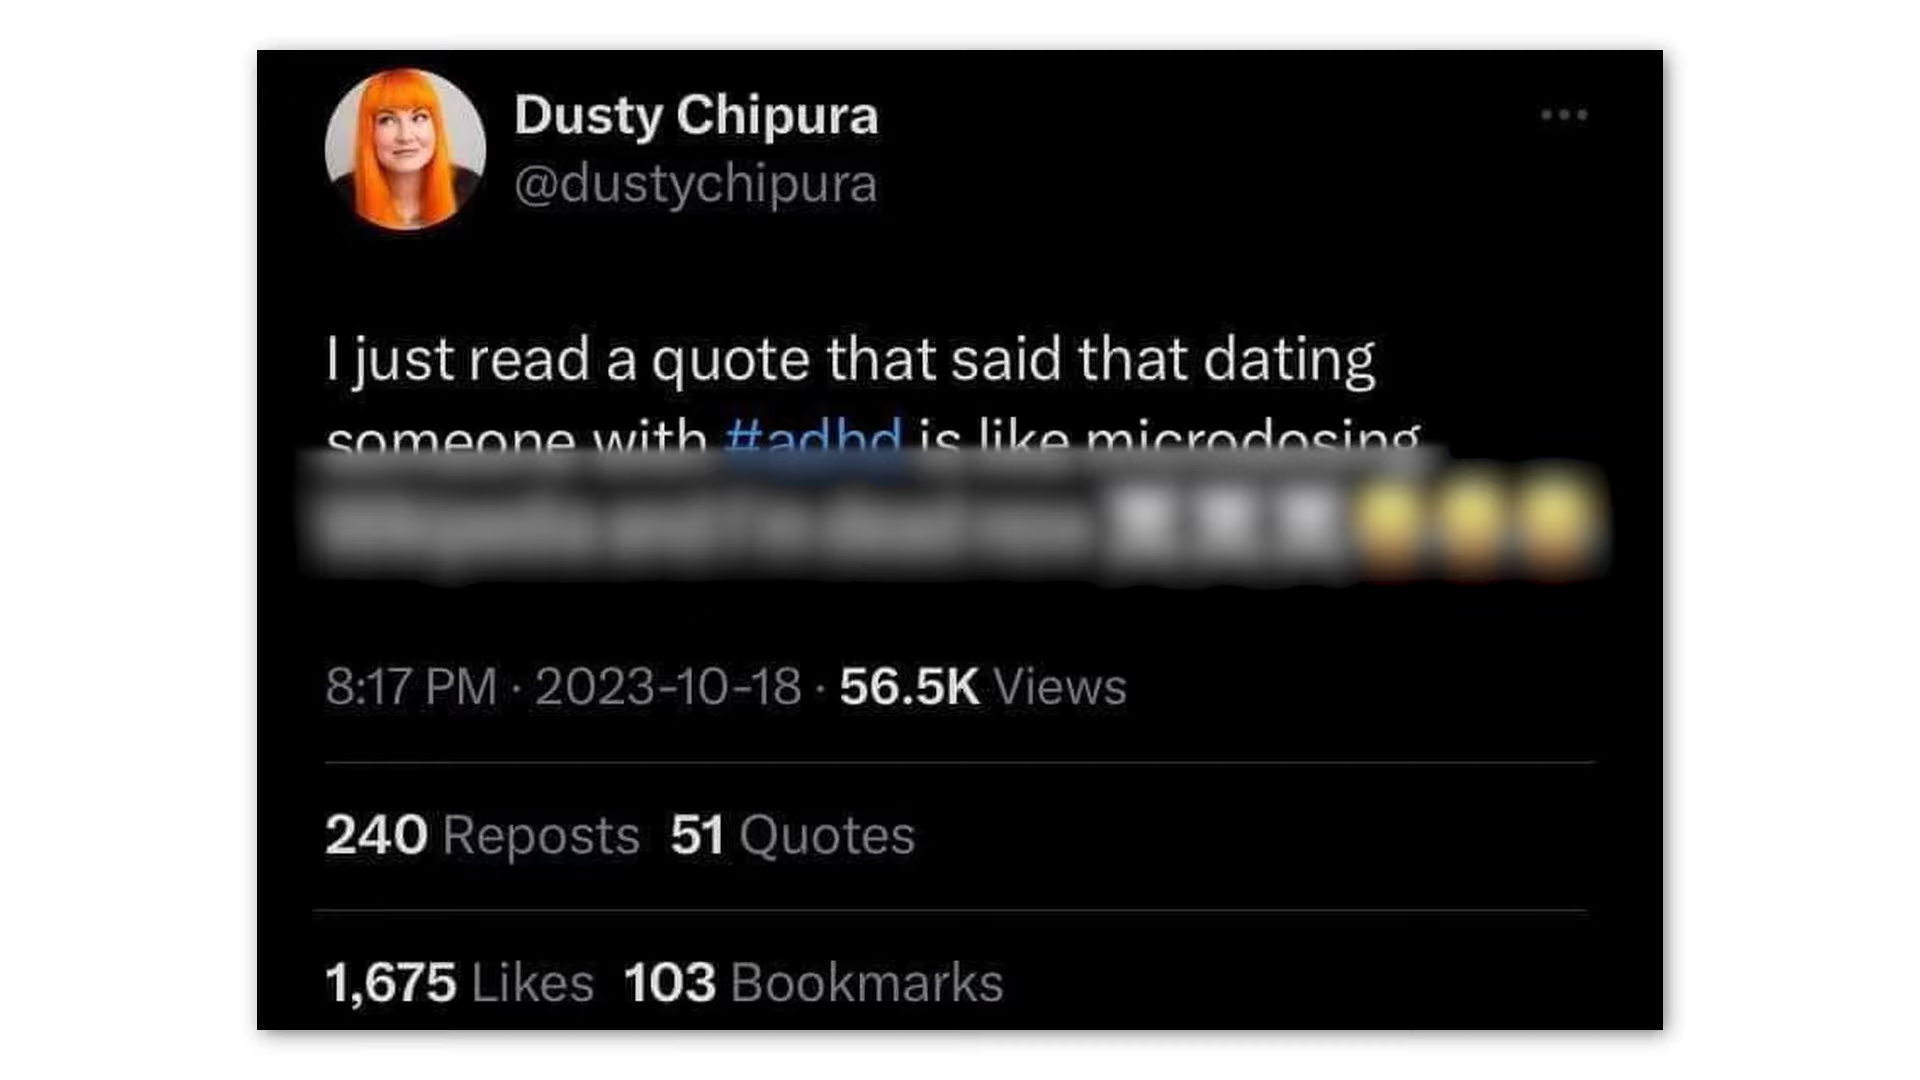 Dusty Chipura
@dustychipura
I just read a quote that said that dating
someone with #adhd is like microdosing
8:17 PM · 2023-10-18 · 56.5K Views
240 Reposts 51 Quotes
1,675 Likes 103 Bookmarks